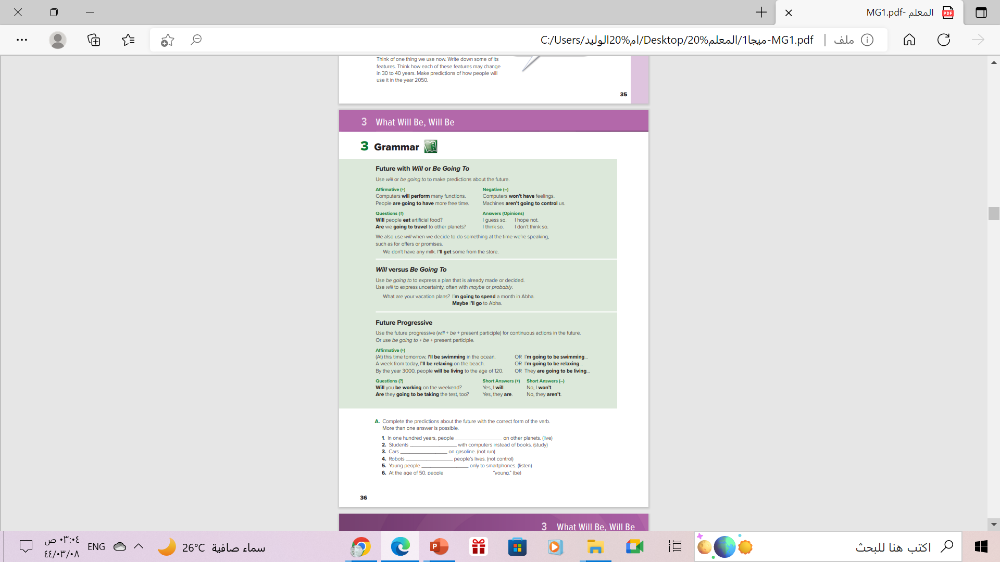 MG1.pdf- المعلم
C:/Users/ام%20الوليد/Desktop/ميجا1/المعلم%20-MG1.pdf
ملف
Think of one thing we use now. Write down some of its
features. Think how each of these features may change
in 30 to 40 years. Make predictions of how people will
use it in the year 2050.
35
3 What Will Be, Will Be
3 Grammar
Future with Will or Be Going To
Use will or be going to to make predictions about the future.
Affirmative (+) Negative (–)
Computers will perform many functions. Computers won't have feelings.
People are going to have more free time. Machines aren't going to control us.
Questions (?) Answers (Opinions)
Will people eat artificial food? I guess so. I hope not.
Are we going to travel to other planets? I think so. I don't think so.
We also use will when we decide to do something at the time we're speaking,
such as for offers or promises.
We don't have any milk. I'll get some from the store.
Will versus Be Going To
Use be going to to express a plan that is already made or decided.
Use will to express uncertainty, often with maybe or probably.
What are your vacation plans? I'm going to spend a month in Abha.
Maybe I'll go to Abha.
Future Progressive
Use the future progressive (will + be + present participle) for continuous actions in the future.
Or use be going to + be + present participle.
Affirmative (+)
(At) this time tomorrow, I'll be swimming in the ocean. OR I'm going to be swimming...
A week from today, I'll be relaxing on the beach. OR I'm going to be relaxing...
By the year 3000, people will be living to the age of 120. OR They are going to be living...
Questions (?) Short Answers (+) Short Answers (–)
Will you be working on the weekend? Yes, I will. No, I won't.
Are they going to be taking the test, too? Yes, they are. No, they aren't.
A. Complete the predictions about the future with the correct form of the verb.
More than one answer is possible.
1. In one hundred years, people ________________ on other planets. (live)
2. Students ________________ with computers instead of books. (study)
3. Cars ________________ on gasoline. (not run)
4. Robots ________________ people's lives. (not control)
5. Young people ________________ only to smartphones. (listen)
6. At the age of 50, people "young." (be)
36
3 What Will Be, Will Be
٠٣:٠٤ ص
٤٤/٠٣/٠٨
ENG
26°C سماء صافية
اكتب هنا للبحث